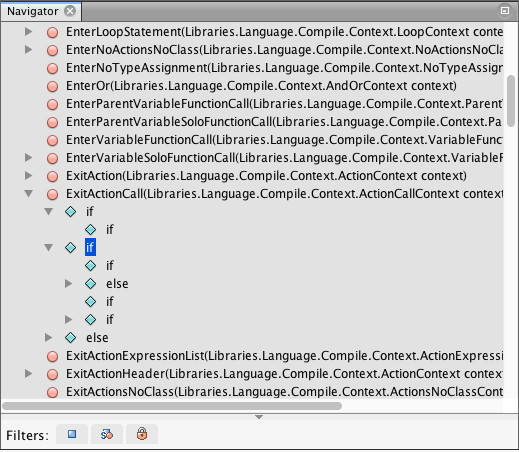 Navigator
EnterLoopStatement(Libraries.Language.Compile.Context.LoopContext conte
EnterNoActionsNoClass(Libraries.Language.Compile.Context.NoActionsNoCla
EnterNoTypeAssignment(Libraries.Language.Compile.Context.NoTypeAssignr
EnterOr(Libraries.Language.Compile.Context.AndOrContext context)
EnterParentVariableFunctionCall(Libraries.Language.Compile.Context.Parent
EnterParentVariableSoloFunctionCall(Libraries.Language.Compile.Context.Pa
EnterVariableFunctionCall(Libraries.Language.Compile.Context.VariableFunc
EnterVariableSoloFunctionCall(Libraries.Language.Compile.Context.VariableF
ExitAction(Libraries.Language.Compile.Context.ActionContext context)
ExitActionCall(Libraries.Language.Compile.Context.ActionCallContext context
if
if
if
if
else
if
if
else
ExitActionExpressionList(Libraries.Language.Compile.Context.ActionExpressi
ExitActionHeader(Libraries.Language.Compile.Context.ActionContext context
ExitActionsNoClass(Libraries.Language.Compile.Context.ActionsNoClassCont
Filters: